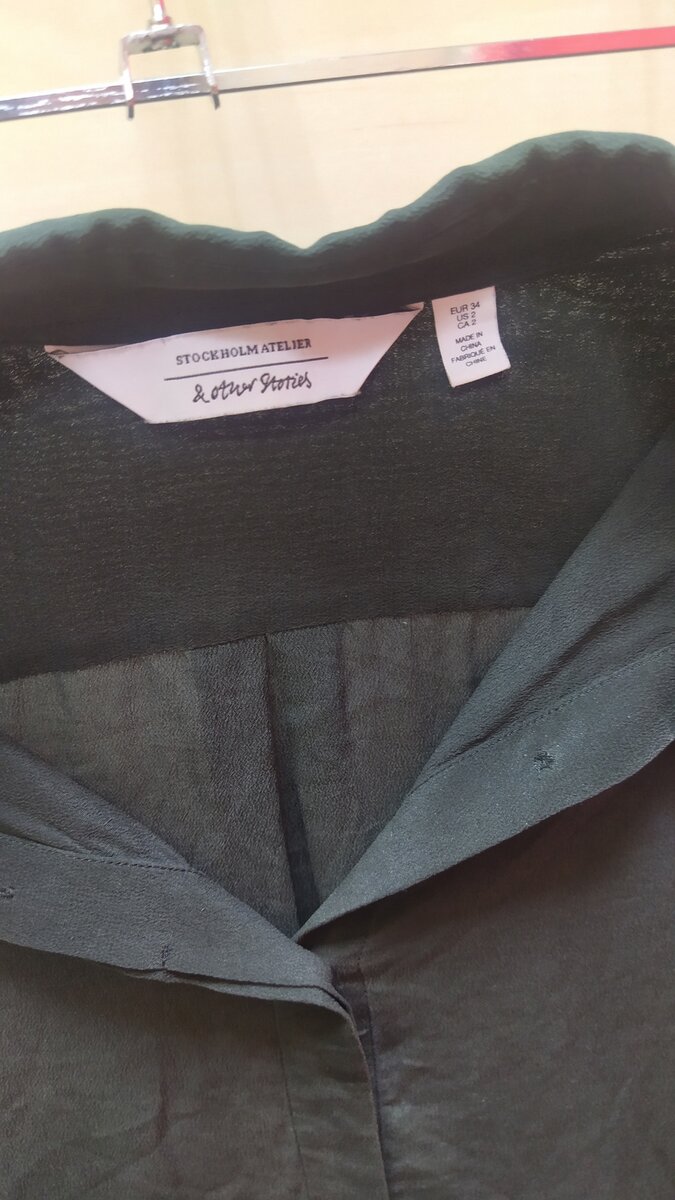 STOCKHOLM ATELIER
& other Stories
EUR 34
US 2
CA 2
MADE IN
CHINA
FABRIQUÉ EN
CHINE